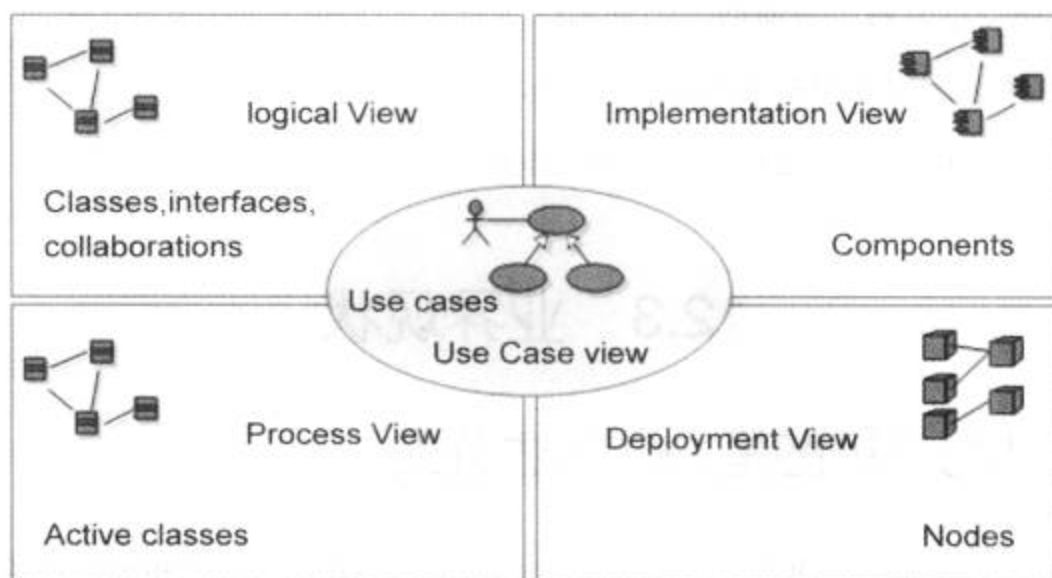 logical View
Classes,interfaces,
collaborations
Implementation View
Components
Use cases
Use Case view
Process View
Active classes
Deployment View
Nodes